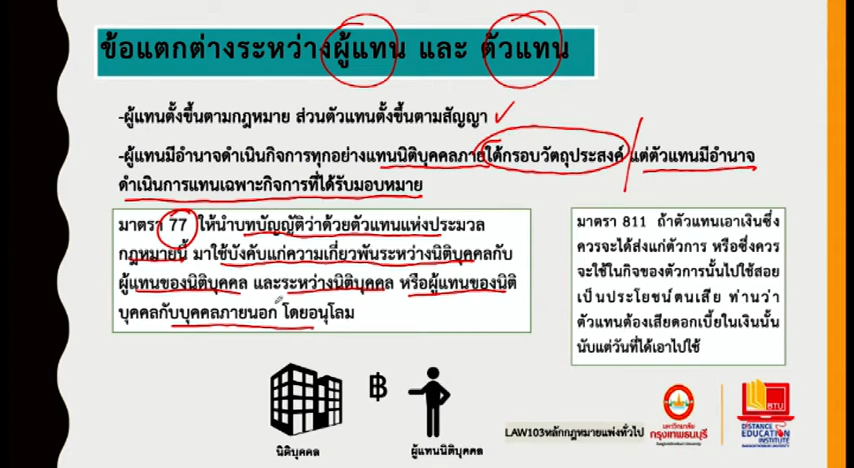 ข้อแตกต่างระหว่างผู้แทน และ ตัวแทน
-ผู้แทนตั้งขึ้นตามกฎหมาย ส่วนตัวแทนตั้งขึ้นตามสัญญา
-ผู้แทนมีอำนาจดำเนินกิจการทุกอย่างแทนนิติบุคคลภายใต้กรอบวัตถุประสงค์ แต่ตัวแทนมีอำนาจ
ดำเนินการแทนเฉพาะกิจการที่ได้รับมอบหมาย
มาตรา 77 ให้นำบทบัญญัติว่าด้วยตัวแทนแห่งประมวล
กฎหมายนี้ มาใช้บังคับแก่ความเกี่ยวพันระหว่างนิติบุคคลกับ
ผู้แทนของนิติบุคคล และระหว่างนิติบุคคล หรือผู้แทนของนิติ
บุคคลกับบุคคลภายนอก โดยอนุโลม
มาตรา 811 ถ้าตัวแทนเอาเงินซึ่ง
ควรจะได้ส่งแก่ตัวการ หรือซึ่งควร
จะใช้ในกิจของตัวการนั้นไปใช้สอย
เป็นประโยชน์ตนเสีย ท่านว่า
ตัวแทนต้องเสียดอกเบี้ยในเงินนั้น
นับแต่วันที่ได้เอาไปใช้
฿
นิติบุคคล
ผู้แทนนิติบุคคล
LAW103หลักกฎหมายแพ่งทั่วไป
มหาวิทยาลัย
กรุงเทพธนบุรี
BTU
DISTANCE
EDUCATION
INSTITUTE